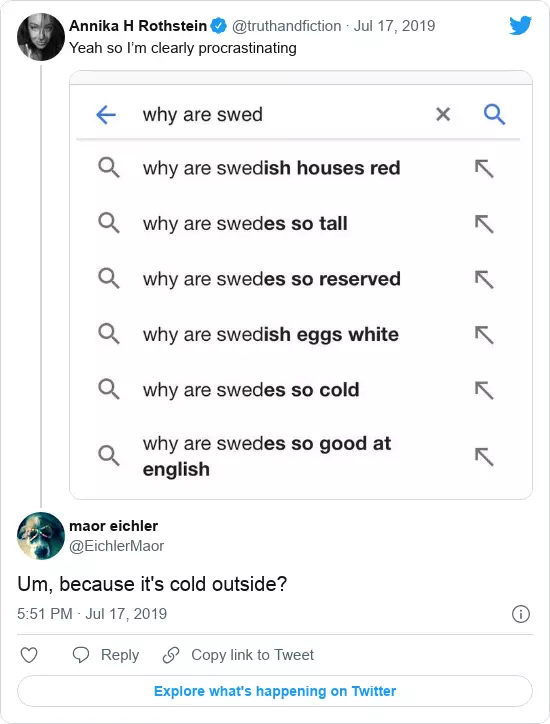 Annika H Rothstein @truthandfiction · Jul 17, 2019
Yeah so I’m clearly procrastinating
why are swed
why are swedish houses red
why are swedes so tall
why are swedes so reserved
why are swedish eggs white
why are swedes so cold
why are swedes so good at
english
maor eichler
@EichlerMaor
Um, because it's cold outside?
5:51 PM · Jul 17, 2019
Reply Copy link to Tweet
Explore what's happening on Twitter